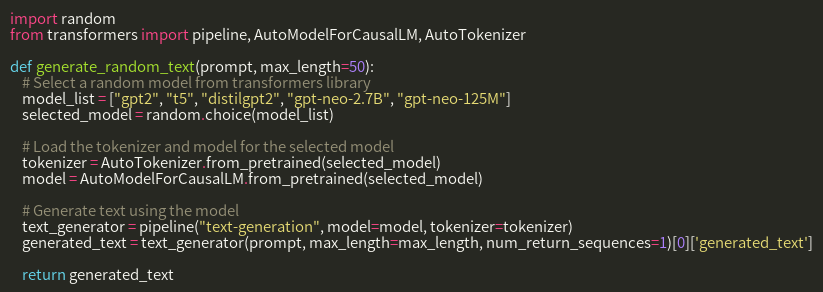 import random
from transformers import pipeline, AutoModelForCausalLM, AutoTokenizer

def generate_random_text(prompt, max_length=50):
    # Select a random model from transformers library
    model_list = ["gpt2", "t5", "distilgpt2", "gpt-neo-2.7B", "gpt-neo-125M"]
    selected_model = random.choice(model_list)

    # Load the tokenizer and model for the selected model
    tokenizer = AutoTokenizer.from_pretrained(selected_model)
    model = AutoModelForCausalLM.from_pretrained(selected_model)

    # Generate text using the model
    text_generator = pipeline("text-generation", model=model, tokenizer=tokenizer)
    generated_text = text_generator(prompt, max_length=max_length, num_return_sequences=1)[0]['generated_text']

    return generated_text